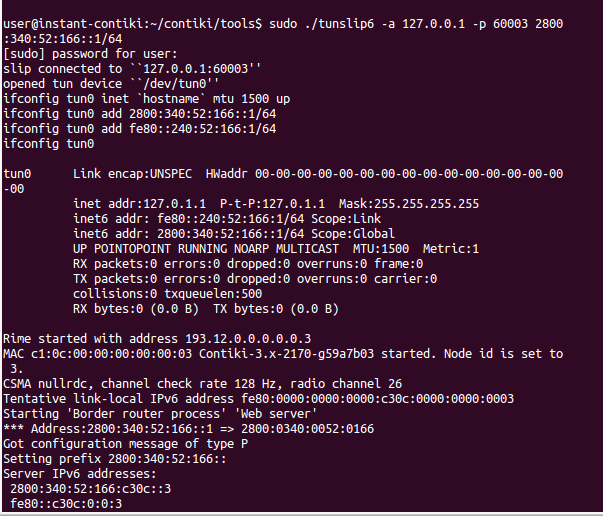 user@instant-contiki:~/contiki/tools$ sudo ./tunslip6 -a 127.0.0.1 -p 60003 2800
:340:52:166::1/64
[sudo] password for user:
slip connected to ``127.0.0.1:60003''
opened tun device ``/dev/tun0''
ifconfig tun0 inet `hostname` mtu 1500 up
ifconfig tun0 add 2800:340:52:166::1/64
ifconfig tun0 add fe80::240:52:166:1/64
ifconfig tun0

tun0      Link encap:UNSPEC  HWaddr 00-00-00-00-00-00-00-00-00-00-00-00-00-00-00
-00
          inet addr:127.0.1.1  P-t-P:127.0.1.1  Mask:255.255.255.255
          inet6 addr: fe80::240:52:166:1/64 Scope:Link
          inet6 addr: 2800:340:52:166::1/64 Scope:Global
          UP POINTOPOINT RUNNING NOARP MULTICAST  MTU:1500  Metric:1
          RX packets:0 errors:0 dropped:0 overruns:0 frame:0
          TX packets:0 errors:0 dropped:0 overruns:0 carrier:0
          collisions:0 txqueuelen:500
          RX bytes:0 (0.0 B)  TX bytes:0 (0.0 B)

Rime started with address 193.12.0.0.0.0.0.3
MAC c1:0c:00:00:00:00:00:03 Contiki-3.x-2170-g59a7b03 started. Node id is set to
 3.
CSMA nullrdc, channel check rate 128 Hz, radio channel 26
Tentative link-local IPv6 address fe80:0000:0000:0000:c30c:0000:0000:0003
Starting 'Border router process' 'Web server'
*** Address:2800:340:52:166::1 => 2800:0340:0052:0166
Got configuration message of type P
Setting prefix 2800:340:52:166::
Server IPv6 addresses:
 2800:340:52:166:c30c::3
 fe80::c30c:0:0:3